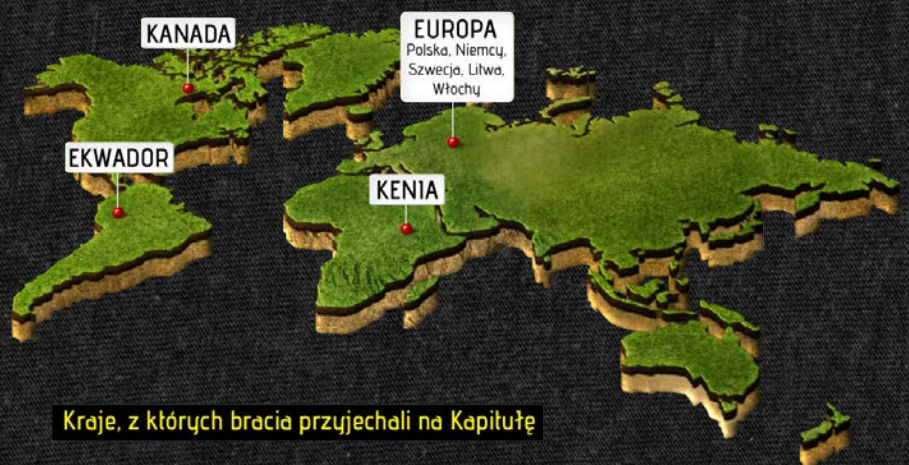 KANADA
EUROPA
Polska, Niemcy,
Szwecja, Litwa,
Włochy
EKWADOR
KENIA
Kraje, z których bracia przyjechali na Kapitułę